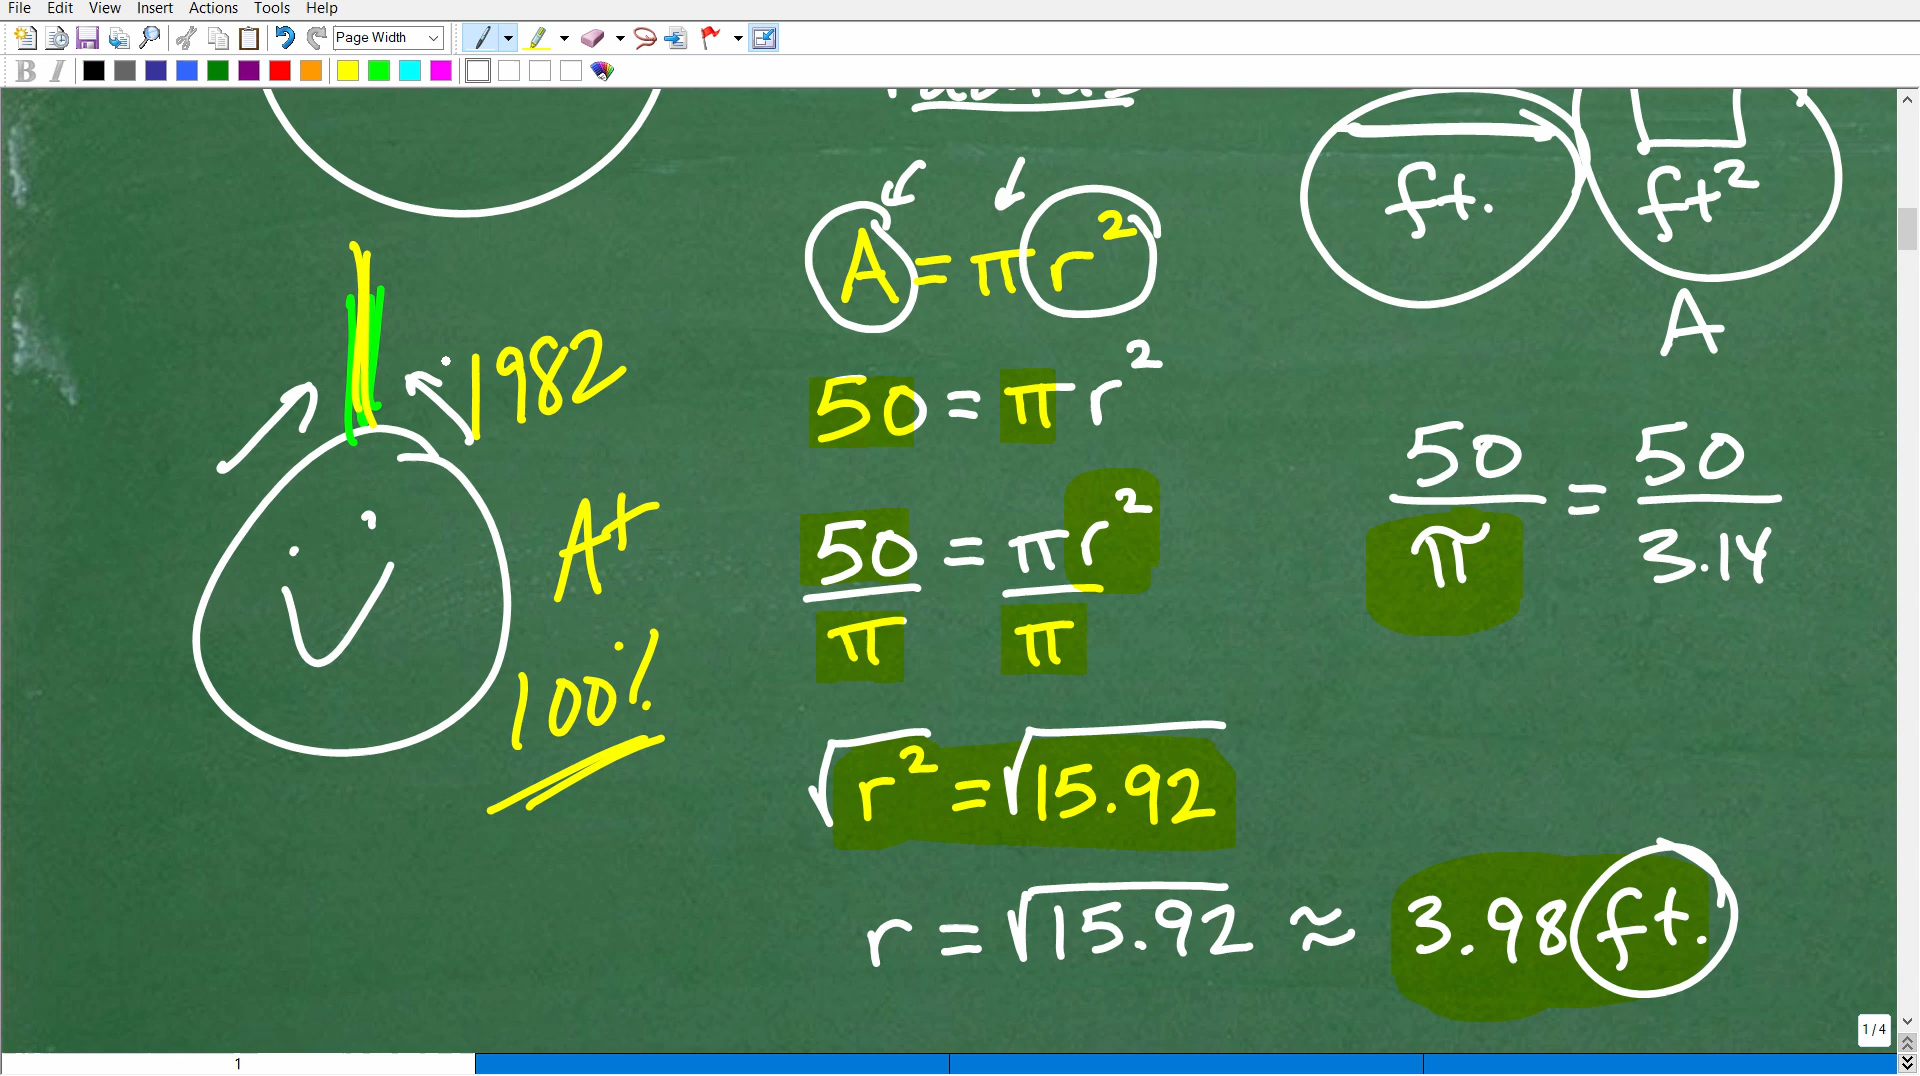 File Edit View Insert Actions Tools Help
Page Width
B I
A = πr²
ft.
ft²
A
1982
50 = πr²
50/π = 50/3.14
50/π = πr²/π
A+
100%
√r² = √15.92
r = √15.92 ≈ 3.98 ft.
1 / 4
1